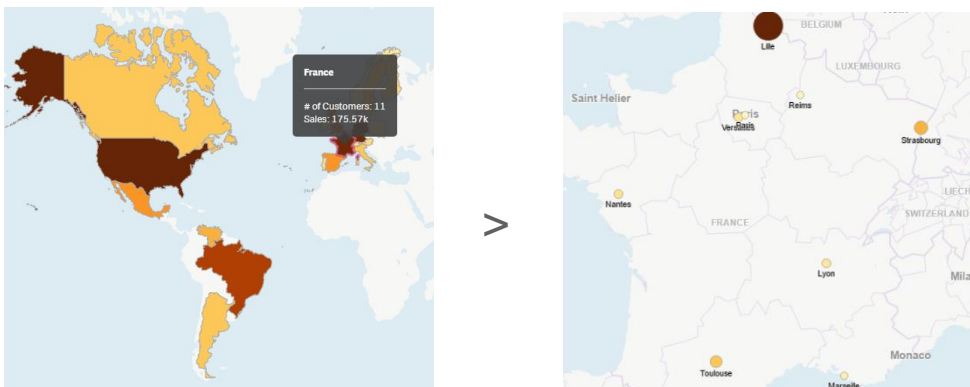 France
# of Customers: 11
Sales: 175.57k
>
BELGIUM
Lille
LUXEMBOURG
Saint Helier
Reims
Paris
Versailles
Paris
Strasbourg
Nantes
LIECH
SWITZERLAND
FRANCE
Lyon
Mila
Monaco
Toulouse
Marseille